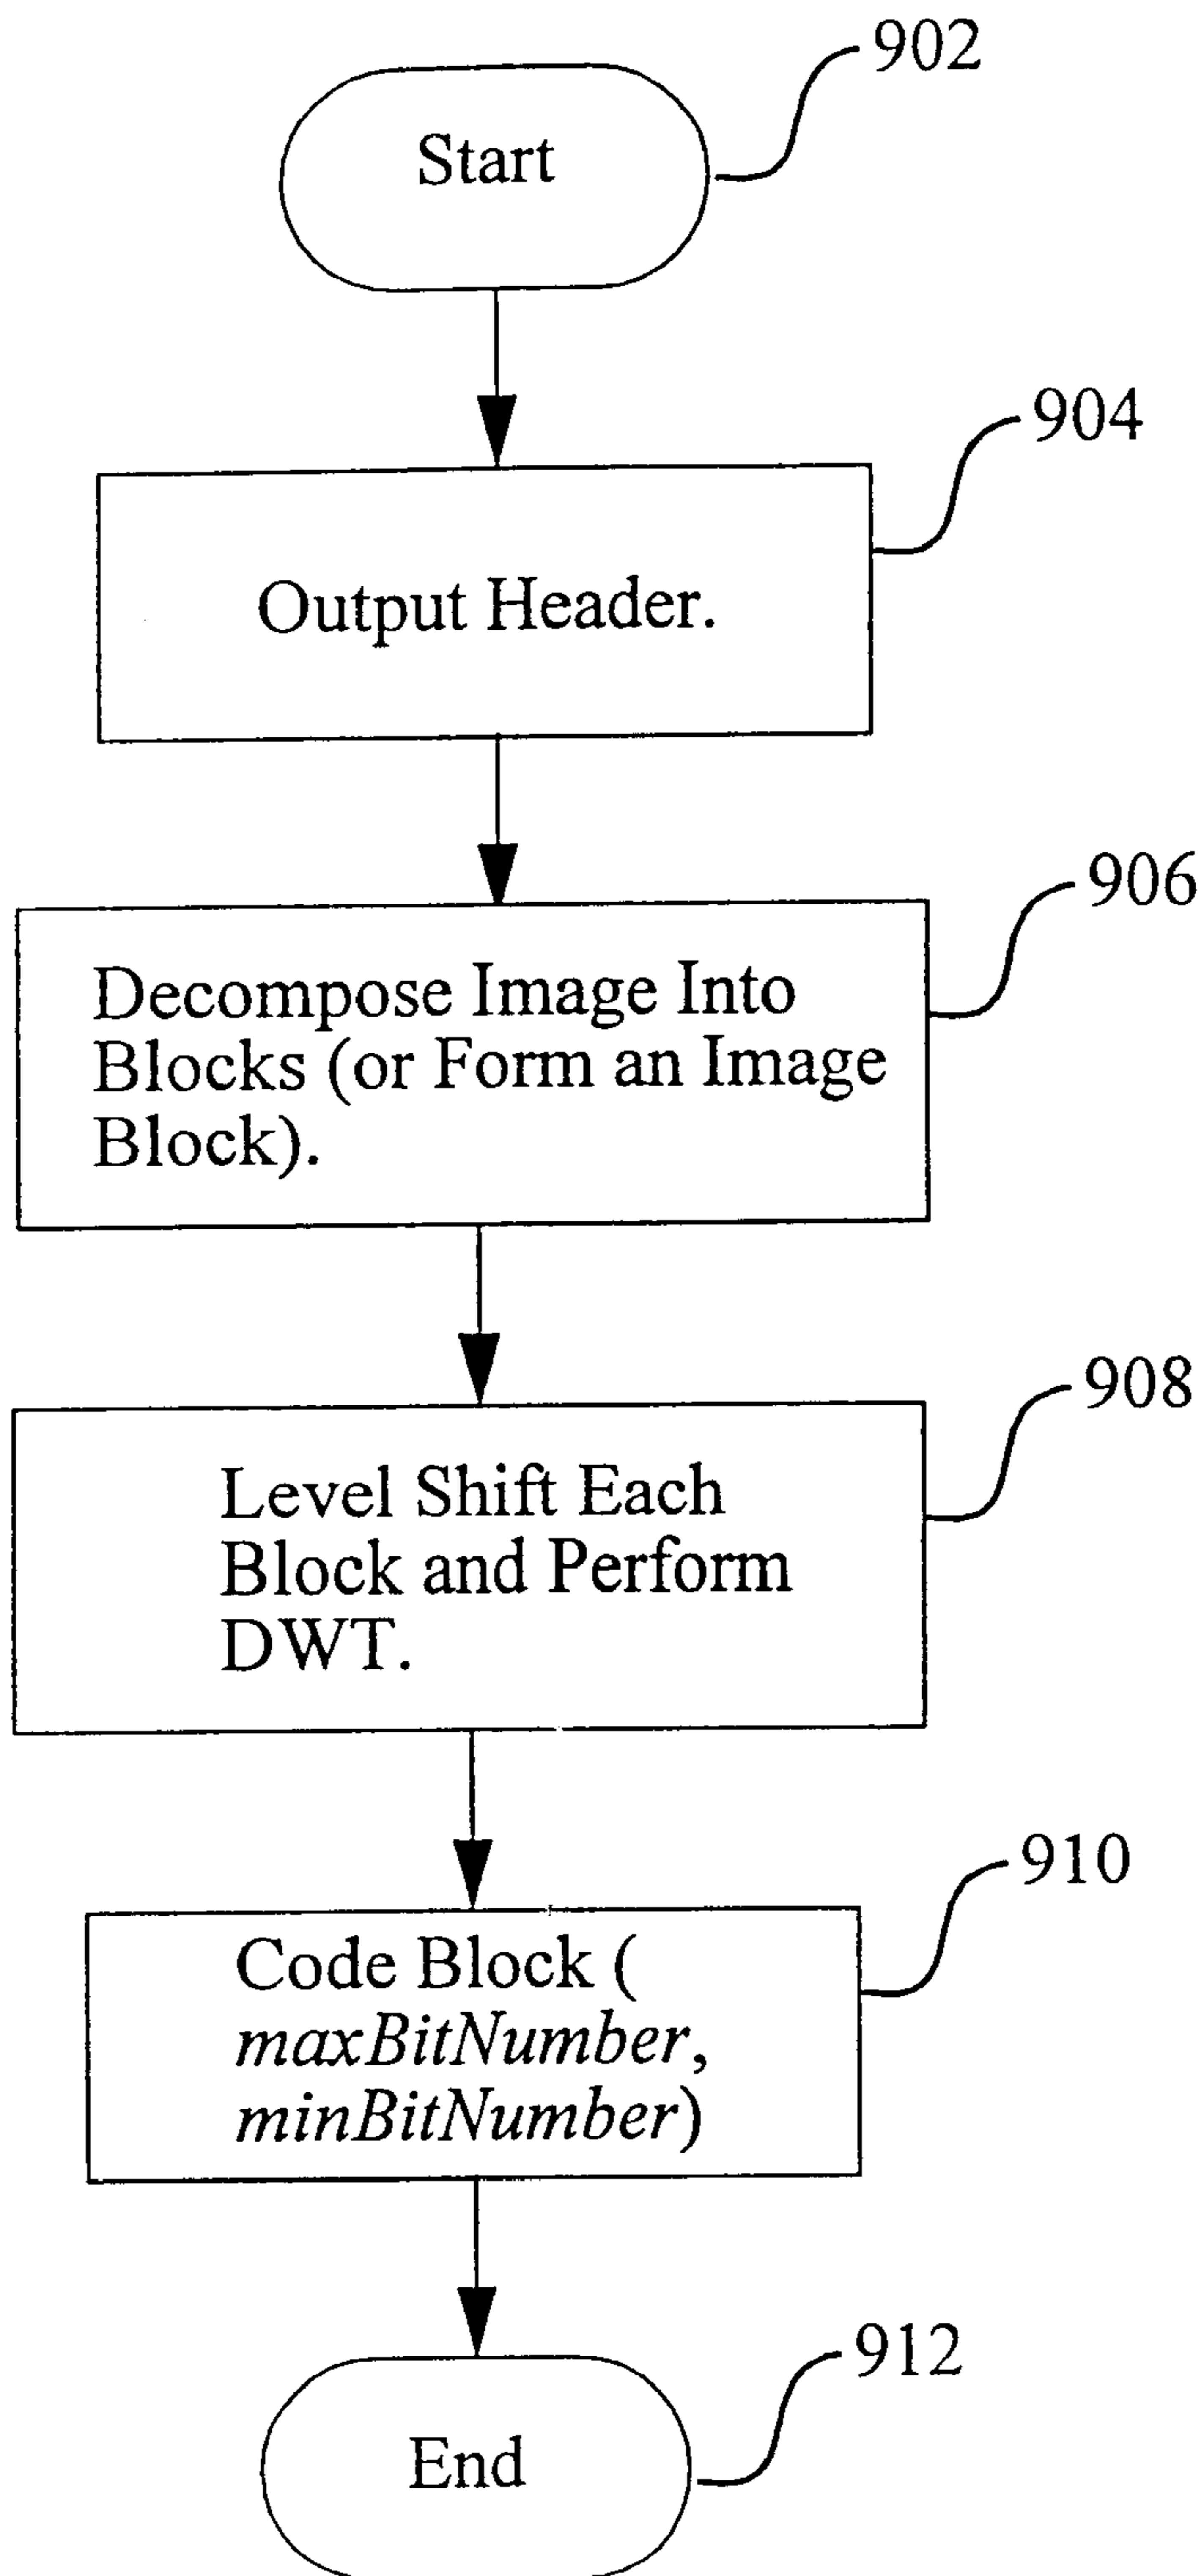 902
Start
904
Output Header.
906
Decompose Image Into
Blocks (or Form an Image
Block).
908
Level Shift Each
Block and Perform
DWT.
910
Code Block (
maxBitNumber,
minBitNumber)
912
End